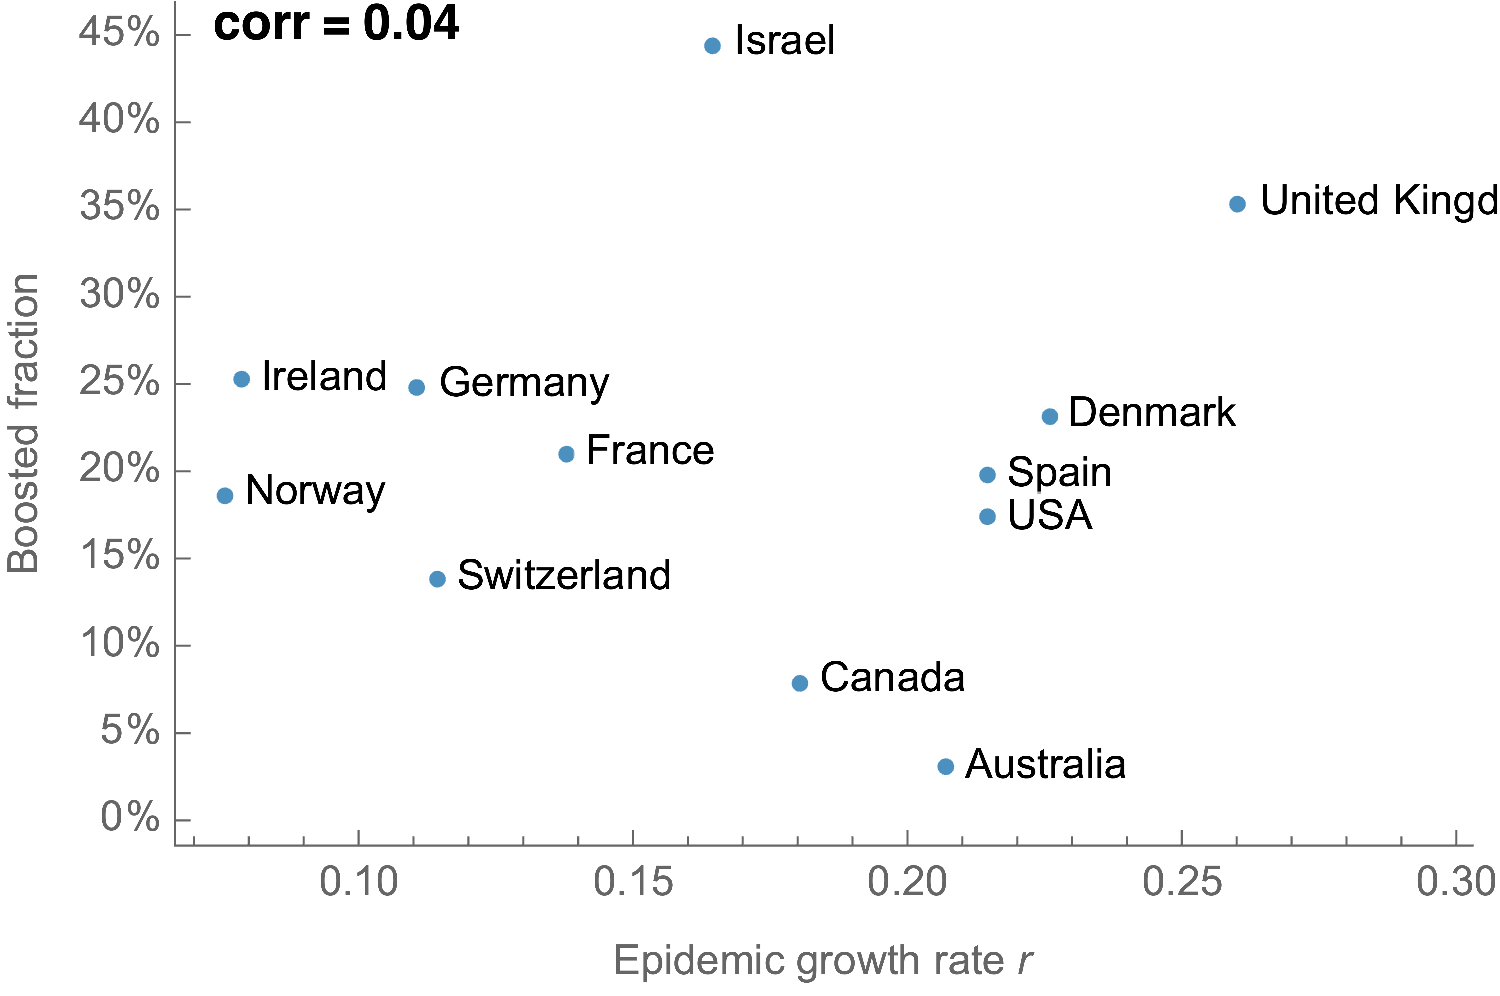 corr = 0.04
45%
Israel
40%
35%
United Kingd
30%
25%
Ireland
Germany
Denmark
France
20%
Spain
Norway
USA
15%
Switzerland
10%
Canada
5%
Australia
0%
Boosted fraction
0.10 0.15 0.20 0.25 0.30
Epidemic growth rate r